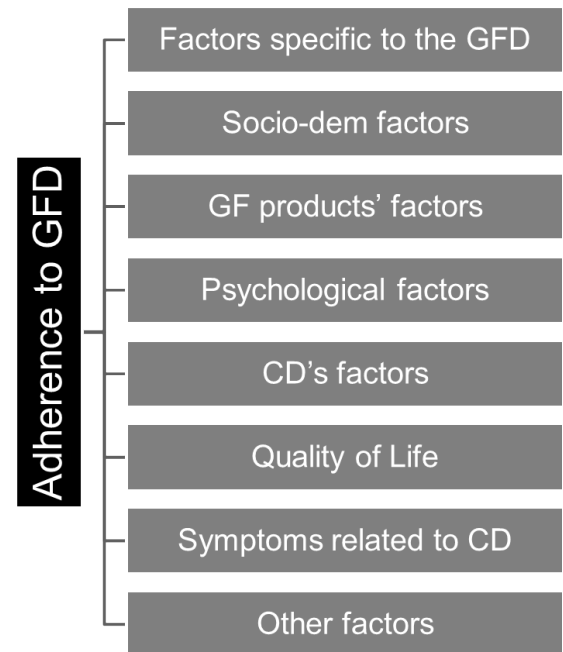 Adherence to GFD
Factors specific to the GFD
Socio-dem factors
GF products’ factors
Psychological factors
CD’s factors
Quality of Life
Symptoms related to CD
Other factors